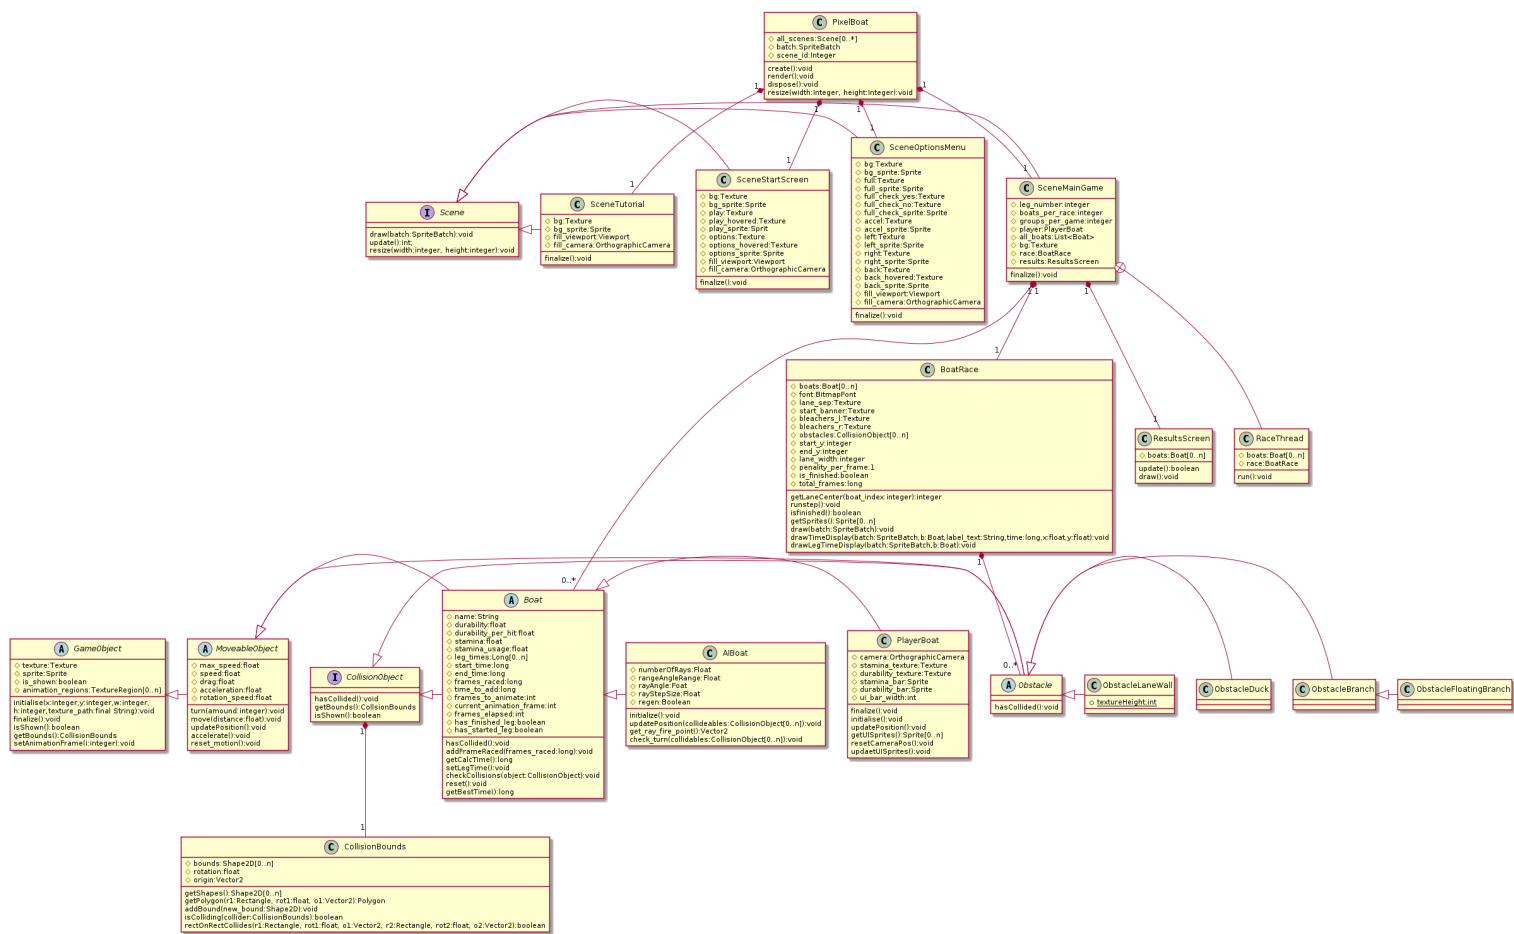 PixelBoat
all_scenes:Scene[0..*]
batch:SpriteBatch
scene_id:Integer
create():void
render():void
dispose():void
resize(width:Integer, height:Integer):void
1
1
1
1
1
1
1
1
SceneOptionsMenu
bg:Texture
bg_sprite:Sprite
full:Texture
full_sprite:Sprite
full_check_yes:Texture
full_check_no:Texture
full_check_sprite:Sprite
accel:Texture
accel_sprite:Sprite
left:Texture
left_sprite:Sprite
right:Texture
right_sprite:Sprite
back:Texture
back_hovered:Texture
back_sprite:Sprite
fill_viewport:Viewport
fill_camera:OrthographicCamera
finalize():void
SceneStartScreen
bg:Texture
bg_sprite:Sprite
play:Texture
play_hovered:Texture
play_sprite:Sprit
options:Texture
options_hovered:Texture
options_sprite:Sprite
fill_viewport:Viewport
fill_camera:OrthographicCamera
finalize():void
SceneMainGame
leg_number:integer
boats_per_race:integer
groups_per_game:integer
player:PlayerBoat
all_boats:List<Boat>
bg:Texture
race:BoatRace
results:ResultsScreen
finalize():void
SceneTutorial
bg:Texture
bg_sprite:Sprite
fill_viewport:Viewport
fill_camera:OrthographicCamera
finalize():void
Scene
draw(batch:SpriteBatch):void
update():int;
resize(width:integer, height:integer):void
1
1
1
1
1
BoatRace
boats:Boat[0..n]
font:BitmapFont
lane_sep:Texture
start_banner:Texture
bleachers_l:Texture
bleachers_r:Texture
obstacles:CollisionObject[0..n]
start_y:integer
end_y:integer
lane_width:integer
penality_per_frame:1
is_finished:boolean
total_frames:long
getLaneCenter(boat_index:integer):integer
runstep():void
isfinished():boolean
getSprites():Sprite[0..n]
draw(batch:SpriteBatch):void
drawTimeDisplay(batch:SpriteBatch,b:Boat,label_text:String,time:long,x:float,y:float):void
drawLegTimeDisplay(batch:SpriteBatch,b:Boat):void
ResultsScreen
boats:Boat[0..n]
update():boolean
draw():void
RaceThread
boats:Boat[0..n]
race:BoatRace
run():void
1
0..*
0..*
GameObject
texture:Texture
sprite:Sprite
is_shown:boolean
animation_regions:TextureRegion[0..n]
initialise(x:integer,y:integer,w:integer,
h:integer,texture_path:final String):void
finalize():void
isShown():boolean
getBounds():CollisionBounds
setAnimationFrame(i:integer):void
MoveableObject
max_speed:float
speed:float
drag:float
acceleration:float
rotation_speed:float
turn(amound:integer):void
move(distance:float):void
updatePosition():void
accelerate():void
reset_motion():void
CollisionObject
hasCollided():void
getBounds():CollsionBounds
isShown():boolean
Boat
name:String
durability:float
durability_per_hit:float
stamina:float
stamina_usage:float
leg_times:Long[0..n]
start_time:long
end_time:long
frames_raced:long
time_to_add:long
frames_to_animate:int
current_animation_frame:int
frames_elapsed:int
has_finished_leg:boolean
has_started_leg:boolean
hasCollided():void
addFrameRaced(frames_raced:long):void
getCalcTime():long
setLegTime():void
checkCollisions(object:CollisionObject):void
reset():void
getBestTime():long
AIBoat
numberOfRays:Float
rangeAngleRange:Float
rayAngle:Foat
rayStepSize:Float
regen:Boolean
initialize():void
updatePosition(collideables:CollisionObject[0..n]):void
get_ray_fire_point():Vector2
check_turn(collidables:CollisionObject[0..n]):void
PlayerBoat
camera:OrthographicCamera
stamina_texture:Texture
durability_texture:Texture
stamina_bar:Sprite
durability_bar:Sprite
ui_bar_width:int
finalize():void
initialise():void
updatePosition():void
getUISprites():Sprite[0..n]
resetCameraPos():void
updaetUISprites():void
Obstacle
hasCollided():void
ObstacleLaneWall
textureHeight:int
ObstacleDuck
ObstacleBranch
ObstacleFloatingBranch
1
1
CollisionBounds
bounds:Shape2D[0..n]
rotation:float
origin:Vector2
getShapes():Shape2D[0..n]
getPolygon(r1:Rectangle, rot1:float, o1:Vector2):Polygon
addBound(new_bound:Shape2D):void
isColliding(collider:CollisionBounds):boolean
rectOnRectCollides(r1:Rectangle, rot1:float, o1:Vector2, r2:Rectangle, rot2:float, o2:Vector2):boolean